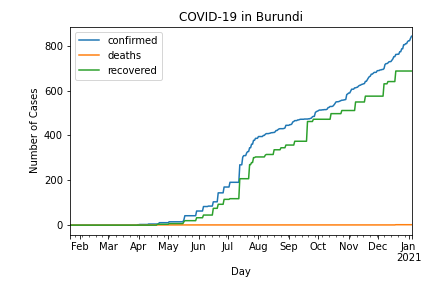 COVID-19 in Burundi
confirmed
deaths
recovered
800
600
400
200
0
Number of Cases
Feb Mar Apr May Jun Jul Aug Sep Oct Nov Dec Jan
2021
Day